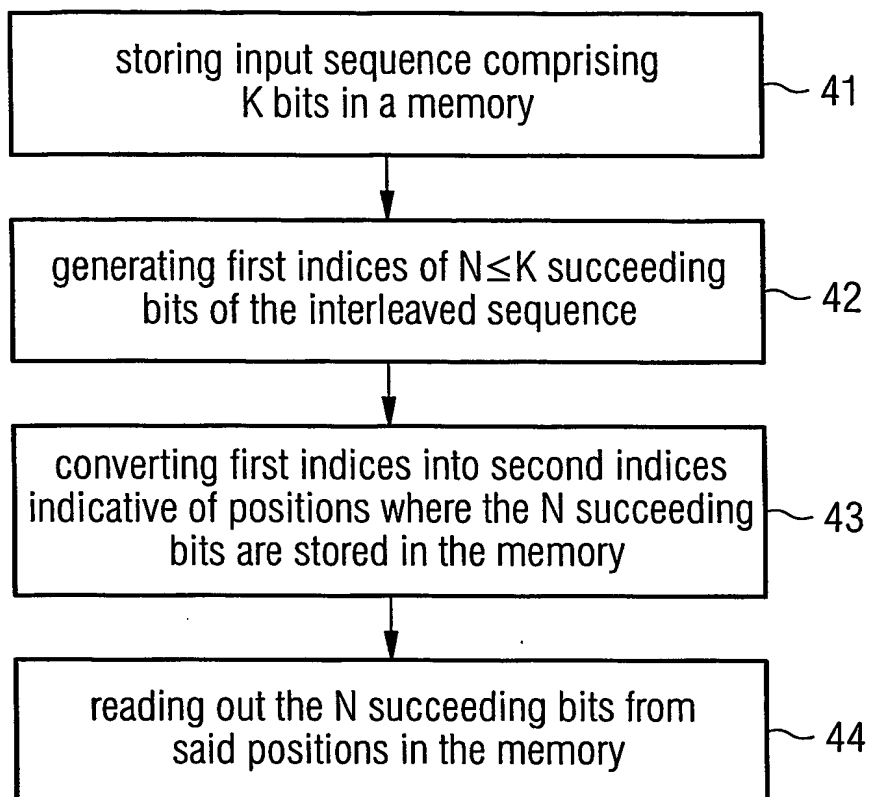 storing input sequence comprising
K bits in a memory
41
generating first indices of N≤K succeeding
bits of the interleaved sequence
42
converting first indices into second indices
indicative of positions where the N succeeding
bits are stored in the memory
43
reading out the N succeeding bits from
said positions in the memory
44